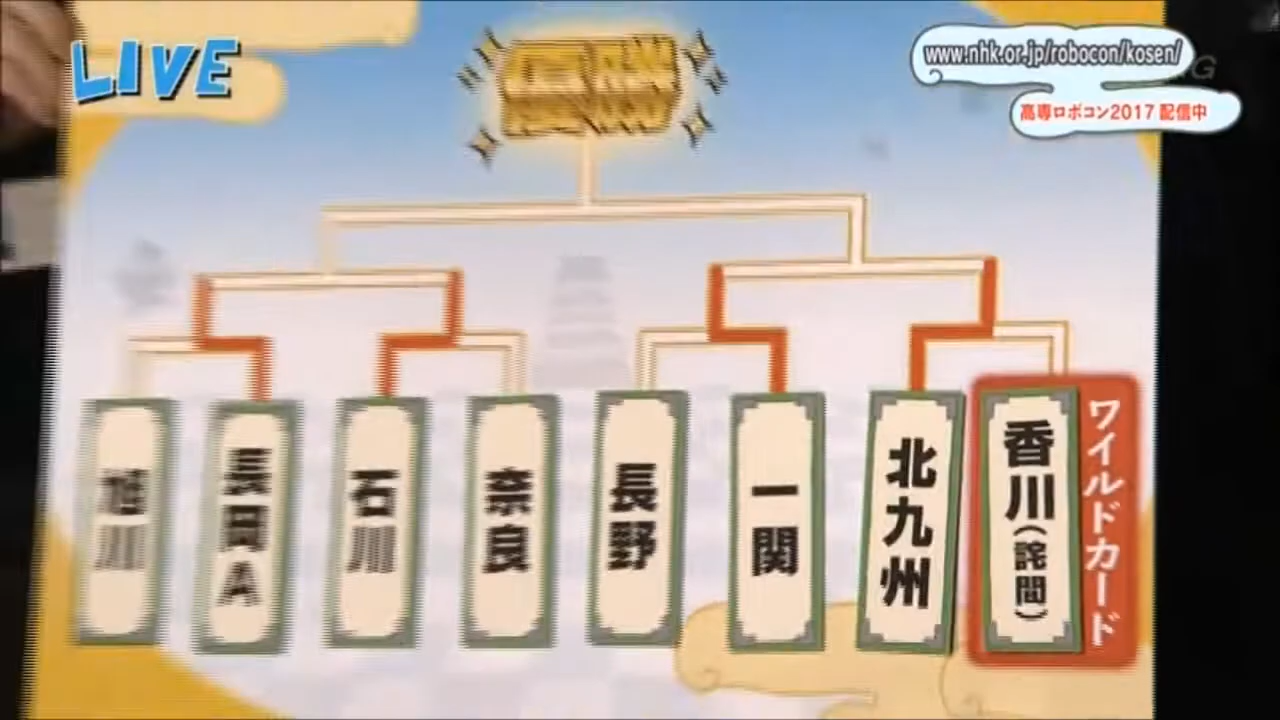 LIVE
www.nhk.or.jp/robocon/kosen/
高専ロボコン2017 配信中
旭川
長岡A
石川
奈良
長野
一関
北九州
香川(詫間)
ワイルドカード